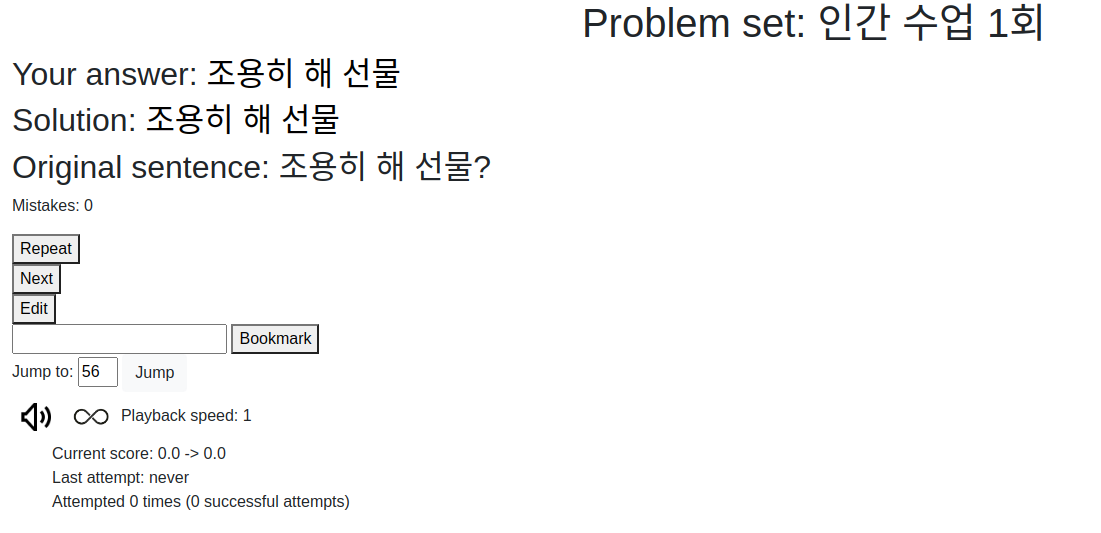 Problem set: 인간 수업 1회
Your answer: 조용히 해 선물
Solution: 조용히 해 선물
Original sentence: 조용히 해 선물?
Mistakes: 0
Repeat
Next
Edit
Bookmark
Jump to: 56 Jump
Playback speed: 1
Current score: 0.0 -> 0.0
Last attempt: never
Attempted 0 times (0 successful attempts)